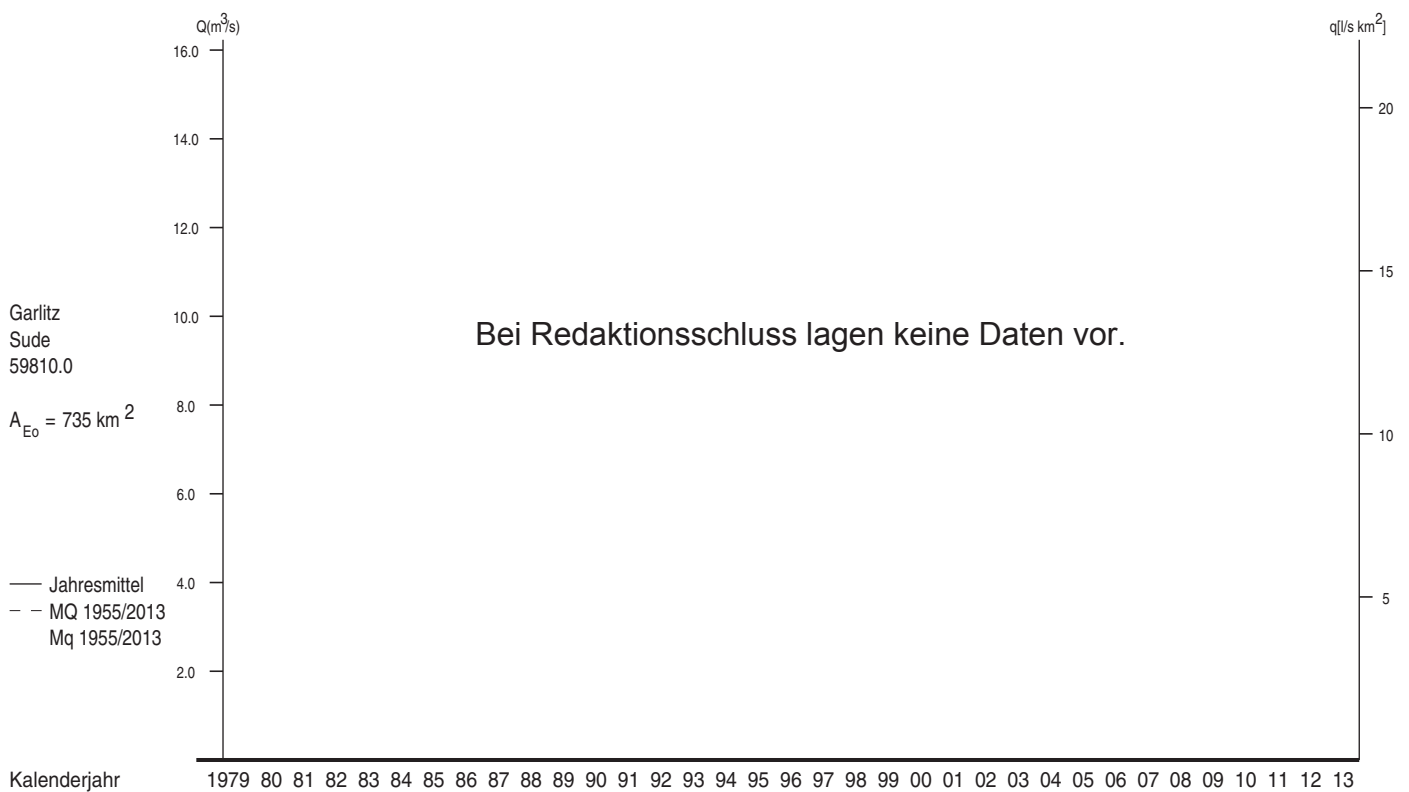 Q(m³/s)
q[l/s km²]
16.0
14.0
12.0
10.0
8.0
6.0
4.0
2.0
20
15
10
5
Garlitz
Sude
59810.0
A Eo = 735 km ²
Bei Redaktionsschluss lagen keine Daten vor.
Jahresmittel
MQ 1955/2013
Mq 1955/2013
Kalenderjahr 1979 80 81 82 83 84 85 86 87 88 89 90 91 92 93 94 95 96 97 98 99 00 01 02 03 04 05 06 07 08 09 10 11 12 13